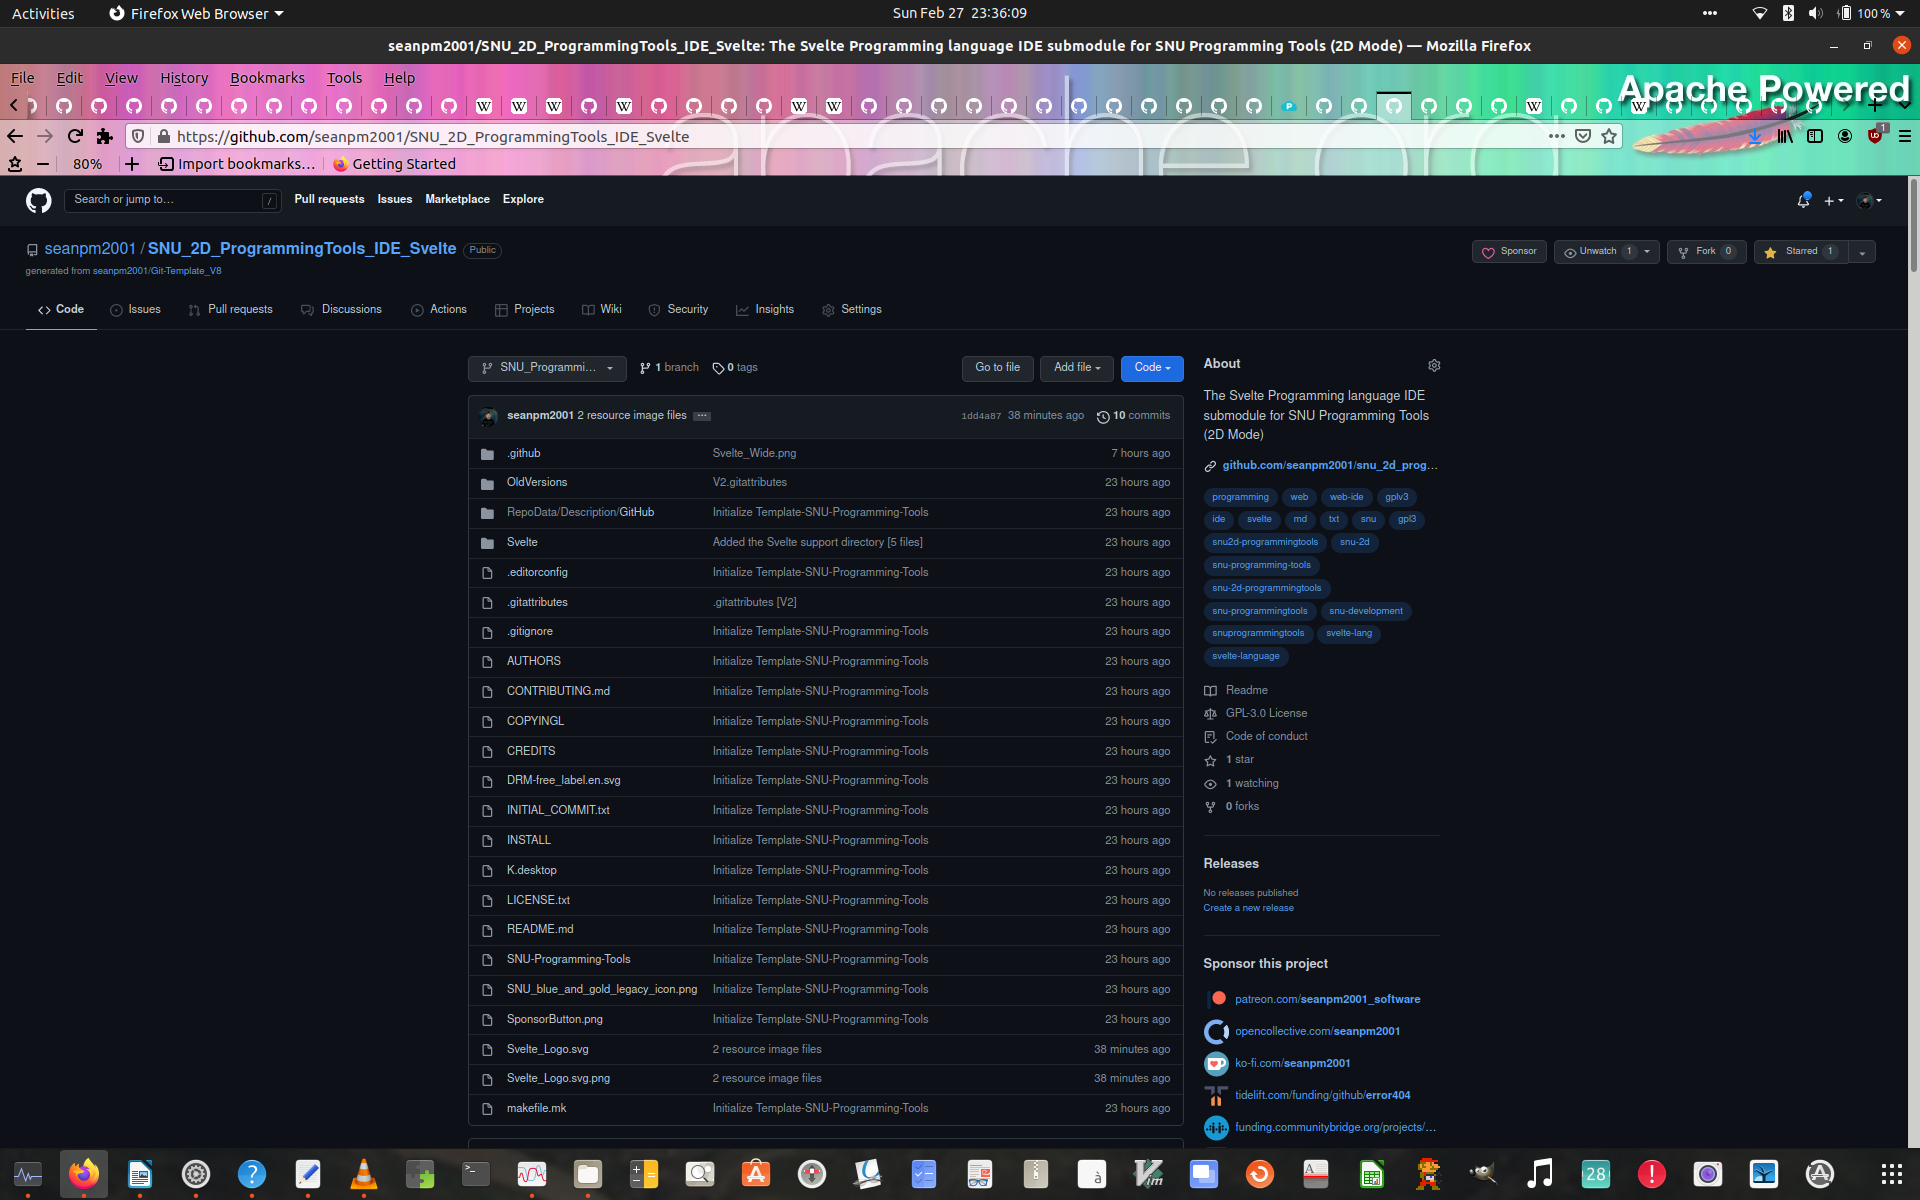 Activities
Firefox Web Browser
Sun Feb 27 23:36:09
100 %
seanpm2001/SNU_2D_ProgrammingTools_IDE_Svelte: The Svelte Programming language IDE submodule for SNU Programming Tools (2D Mode) — Mozilla Firefox
File Edit View History Bookmarks Tools Help
Apache Powered
https://github.com/seanpm2001/SNU_2D_ProgrammingTools_IDE_Svelte
80%
Import bookmarks…
Getting Started
apache.org
Search or jump to…
/
Pull requests Issues Marketplace Explore
seanpm2001 / SNU_2D_ProgrammingTools_IDE_Svelte Public
generated from seanpm2001/Git-Template_V8
Sponsor
Unwatch 1
Fork 0
Starred 1
Code Issues Pull requests Discussions Actions Projects Wiki Security Insights Settings
SNU_Programmi… 1 branch 0 tags
Go to file Add file Code
seanpm2001 2 resource image files 1dd4a87 38 minutes ago 10 commits
.github Svelte_Wide.png 7 hours ago
OldVersions V2.gitattributes 23 hours ago
RepoData/Description/GitHub Initialize Template-SNU-Programming-Tools 23 hours ago
Svelte Added the Svelte support directory [5 files] 23 hours ago
.editorconfig Initialize Template-SNU-Programming-Tools 23 hours ago
.gitattributes .gitattributes [V2] 23 hours ago
.gitignore Initialize Template-SNU-Programming-Tools 23 hours ago
AUTHORS Initialize Template-SNU-Programming-Tools 23 hours ago
CONTRIBUTING.md Initialize Template-SNU-Programming-Tools 23 hours ago
COPYINGL Initialize Template-SNU-Programming-Tools 23 hours ago
CREDITS Initialize Template-SNU-Programming-Tools 23 hours ago
DRM-free_label.en.svg Initialize Template-SNU-Programming-Tools 23 hours ago
INITIAL_COMMIT.txt Initialize Template-SNU-Programming-Tools 23 hours ago
INSTALL Initialize Template-SNU-Programming-Tools 23 hours ago
K.desktop Initialize Template-SNU-Programming-Tools 23 hours ago
LICENSE.txt Initialize Template-SNU-Programming-Tools 23 hours ago
README.md Initialize Template-SNU-Programming-Tools 23 hours ago
SNU-Programming-Tools Initialize Template-SNU-Programming-Tools 23 hours ago
SNU_blue_and_gold_legacy_icon.png Initialize Template-SNU-Programming-Tools 23 hours ago
SponsorButton.png Initialize Template-SNU-Programming-Tools 23 hours ago
Svelte_Logo.svg 2 resource image files 38 minutes ago
Svelte_Logo.svg.png 2 resource image files 38 minutes ago
makefile.mk Initialize Template-SNU-Programming-Tools 23 hours ago
About
The Svelte Programming language IDE
submodule for SNU Programming Tools
(2D Mode)
github.com/seanpm2001/snu_2d_prog…
programming web web-ide gplv3
ide svelte md txt snu gpl3
snu2d-programmingtools snu-2d
snu-programming-tools
snu-2d-programmingtools
snu-programmingtools snu-development
snuprogrammingtools svelte-lang
svelte-language
Readme
GPL-3.0 License
Code of conduct
1 star
1 watching
0 forks
Releases
No releases published
Create a new release
Sponsor this project
patreon.com/seanpm2001_software
opencollective.com/seanpm2001
ko-fi.com/seanpm2001
tidelift.com/funding/github/error404
funding.communitybridge.org/projects/…
28